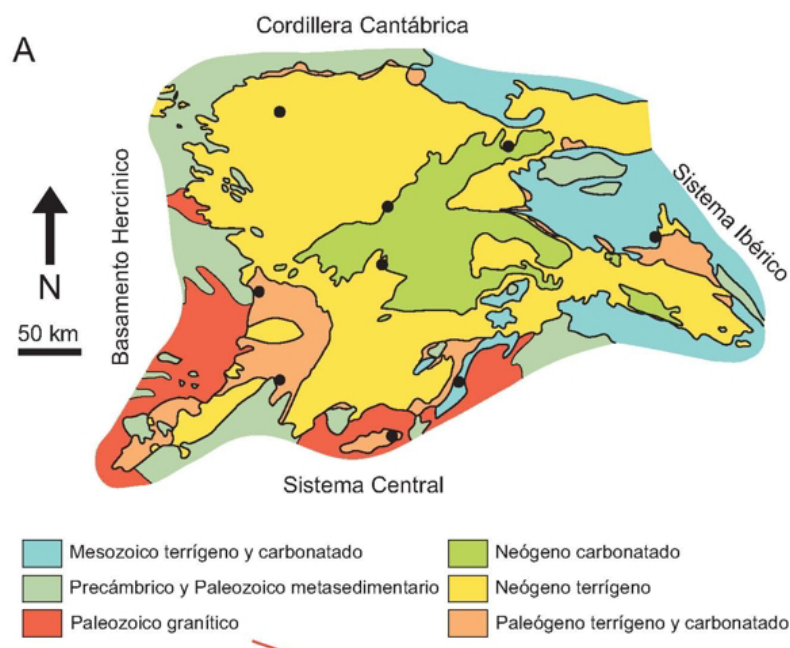 Cordillera Cantábrica
A
Basamento Hercínico
Sistema Ibérico
N
50 km
Sistema Central
Mesozoico terrígeno y carbonatado
Neógeno carbonatado
Precámbrico y Paleozoico metasedimentario
Neógeno terrígeno
Paleozoico granítico
Paleógeno terrígeno y carbonatado